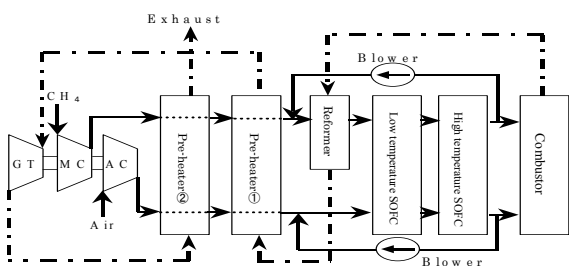 Exhaust
Blower
CH₄
GT
MC
AC
Air
Pre-heater②
Pre-heater①
Reformer
Low temperature SOFC
High temperature SOFC
Combustor
Blower